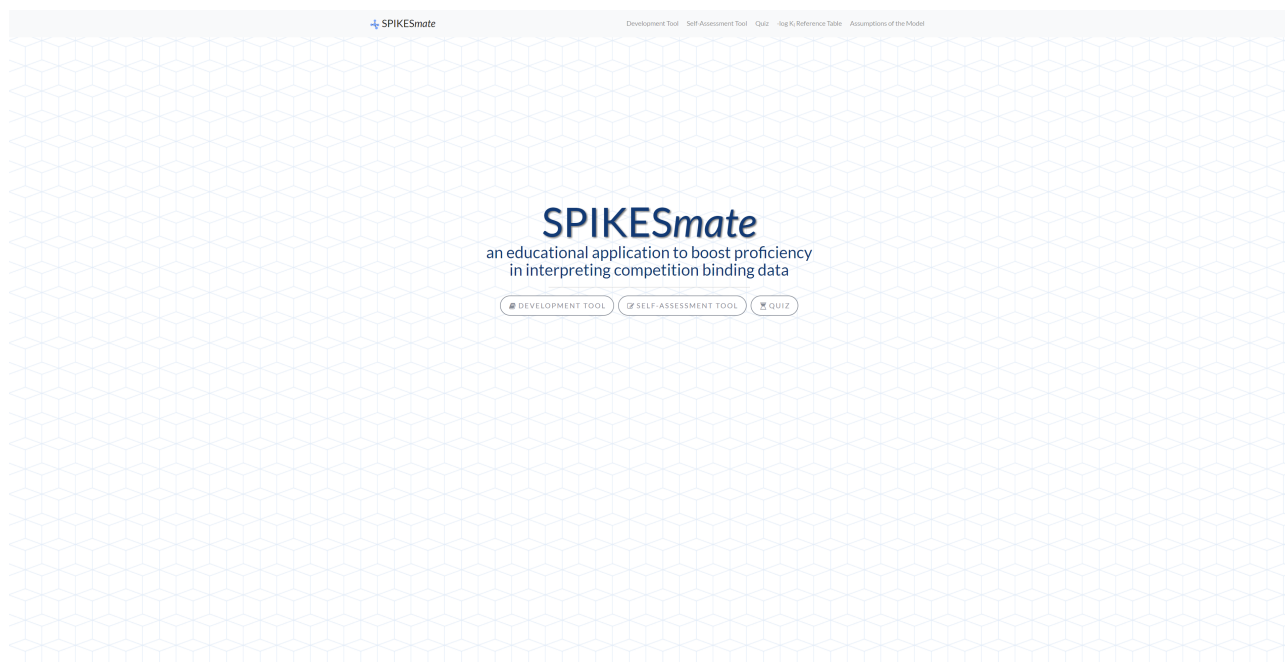 SPIKESmate
Development Tool Self-Assessment Tool Quiz -log Kᵢ Reference Table Assumptions of the Model
SPIKESmate
an educational application to boost proficiency
in interpreting competition binding data
DEVELOPMENT TOOL SELF-ASSESSMENT TOOL QUIZ